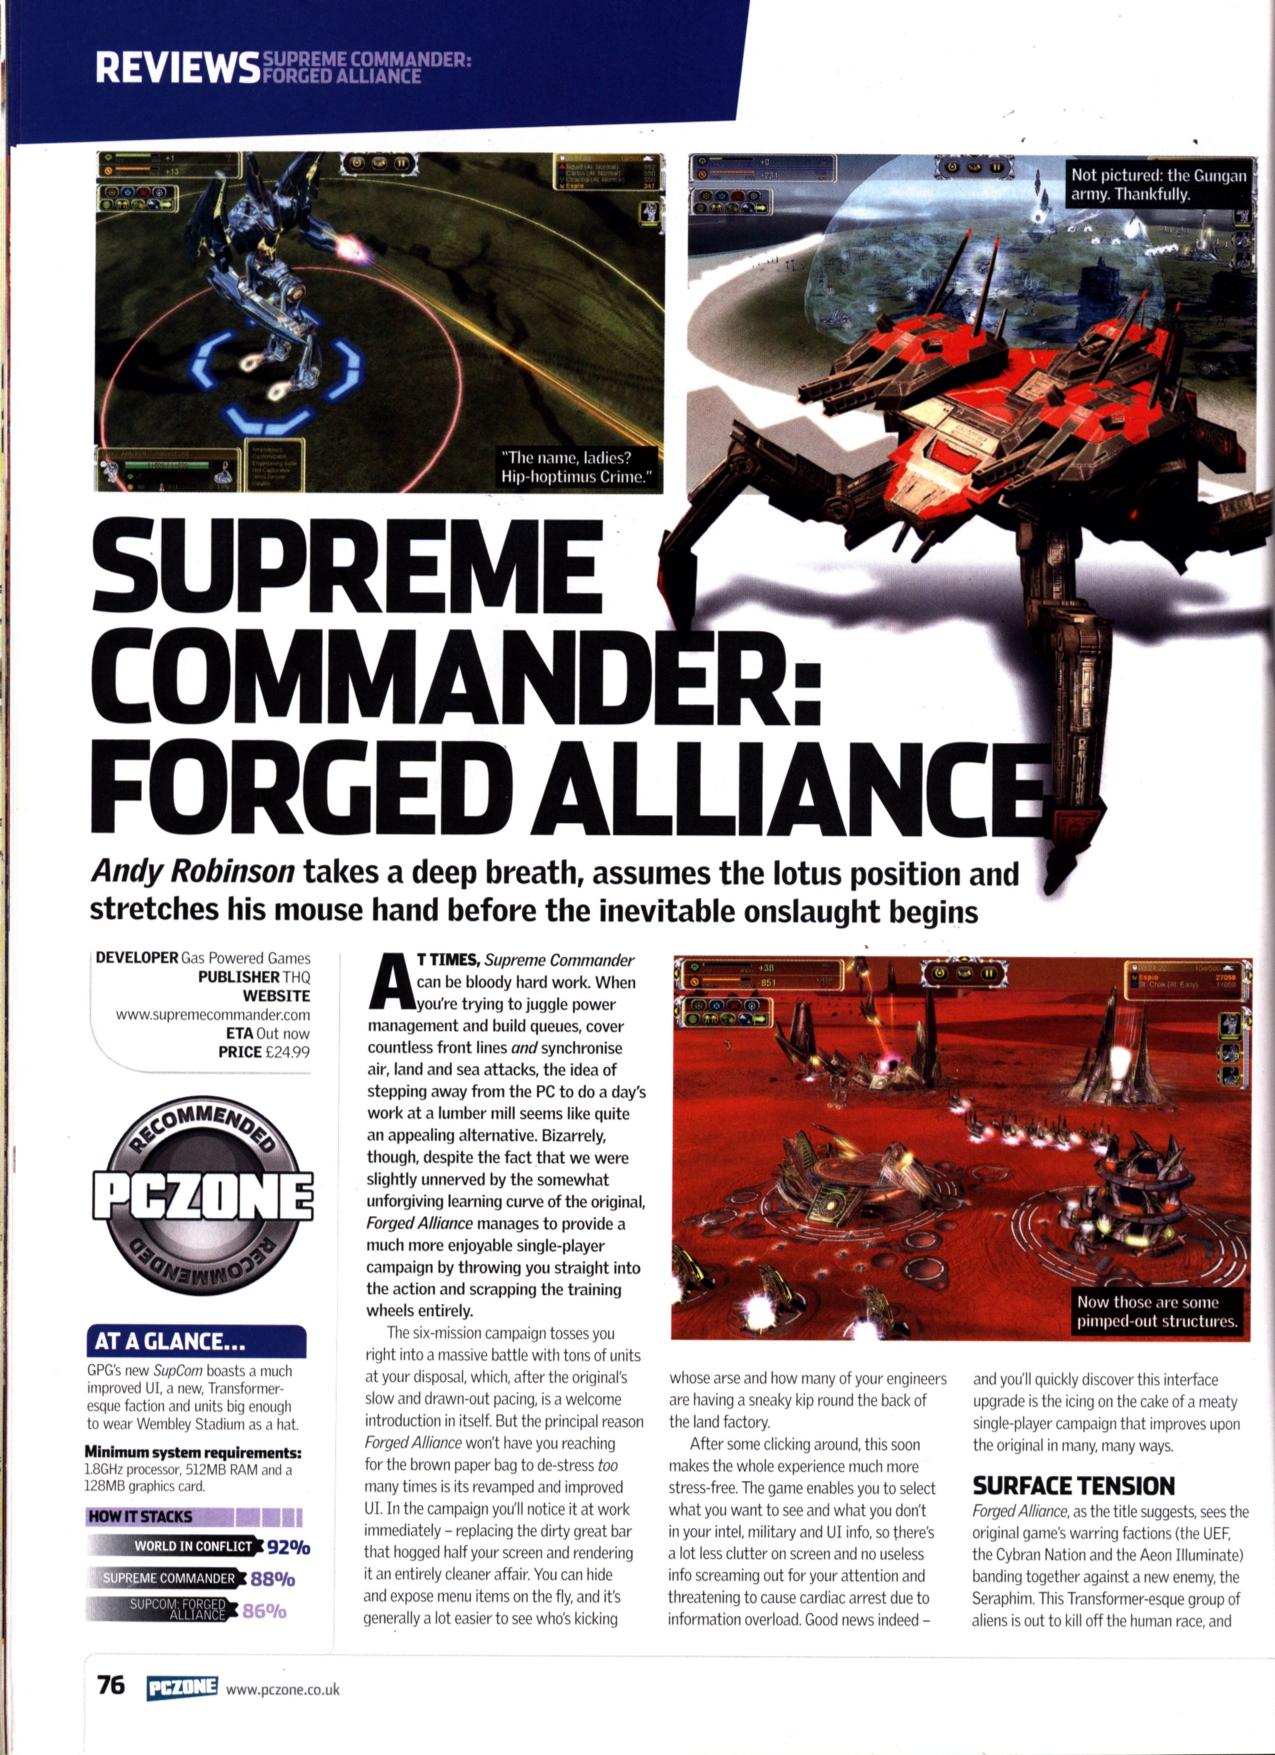 REVIEWS SUPREME COMMANDER:
FORGED ALLIANCE
Not pictured: the Gungan
army. Thankfully.
"The name, ladies?
Hip-hoptimus Crime."
SUPREME
COMMANDER:
FORGED ALLIANCE
Andy Robinson takes a deep breath, assumes the lotus position and
stretches his mouse hand before the inevitable onslaught begins
DEVELOPER Gas Powered Games
PUBLISHER THQ
WEBSITE
www.supremecommander.com
ETA Out now
PRICE £24.99
RECOMMENDED
PCZONE
RECOMMENDED
AT A GLANCE...
GPG's new SupCom boasts a much
improved UI, a new, Transformer-
esque faction and units big enough
to wear Wembley Stadium as a hat.
Minimum system requirements:
1.8GHz processor, 512MB RAM and a
128MB graphics card.
HOW IT STACKS
WORLD IN CONFLICT 92%
SUPREME COMMANDER 88%
SUPCOM: FORGED
ALLIANCE 86%
AT TIMES, Supreme Commander
can be bloody hard work. When
you're trying to juggle power
management and build queues, cover
countless front lines and synchronise
air, land and sea attacks, the idea of
stepping away from the PC to do a day's
work at a lumber mill seems like quite
an appealing alternative. Bizarrely,
though, despite the fact that we were
slightly unnerved by the somewhat
unforgiving learning curve of the original,
Forged Alliance manages to provide a
much more enjoyable single-player
campaign by throwing you straight into
the action and scrapping the training
wheels entirely.
The six-mission campaign tosses you
right into a massive battle with tons of units
at your disposal, which, after the original's
slow and drawn-out pacing, is a welcome
introduction in itself. But the principal reason
Forged Alliance won't have you reaching
for the brown paper bag to de-stress too
many times is its revamped and improved
UI. In the campaign you'll notice it at work
immediately – replacing the dirty great bar
that hogged half your screen and rendering
it an entirely cleaner affair. You can hide
and expose menu items on the fly, and it's
generally a lot easier to see who's kicking
+38
-851
Now those are some
pimped-out structures.
whose arse and how many of your engineers
are having a sneaky kip round the back of
the land factory.
After some clicking around, this soon
makes the whole experience much more
stress-free. The game enables you to select
what you want to see and what you don't
in your intel, military and UI info, so there's
a lot less clutter on screen and no useless
info screaming out for your attention and
threatening to cause cardiac arrest due to
information overload. Good news indeed –
and you'll quickly discover this interface
upgrade is the icing on the cake of a meaty
single-player campaign that improves upon
the original in many, many ways.
SURFACE TENSION
Forged Alliance, as the title suggests, sees the
original game's warring factions (the UEF,
the Cybran Nation and the Aeon Illuminate)
banding together against a new enemy, the
Seraphim. This Transformer-esque group of
aliens is out to kill off the human race, and
76 PCZONE www.pczone.co.uk